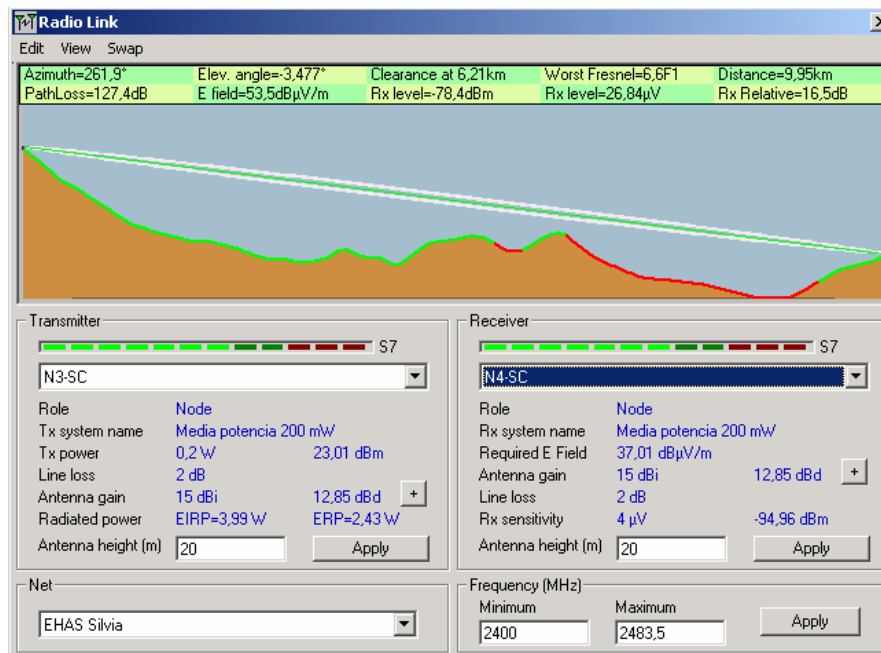 Radio Link
Edit View Swap
Azimuth=261,9° Elev. angle=-3,477° Clearance at 6,21km Worst Fresnel=6,6F1 Distance=9,95km
PathLoss=127,4dB E field=53,5dBµV/m Rx level=-78,4dBm Rx level=26,84µV Rx Relative=16,5dB
Transmitter
S7
N3-SC
Role Node
Tx system name Media potencia 200 mW
Tx power 0,2 W 23,01 dBm
Line loss 2 dB
Antenna gain 15 dBi 12,85 dBd +
Radiated power EIRP=3,99 W ERP=2,43 W
Antenna height (m) 20 Apply
Receiver
S7
N4-SC
Role Node
Rx system name Media potencia 200 mW
Required E Field 37,01 dBµV/m
Antenna gain 15 dBi 12,85 dBd +
Line loss 2 dB
Rx sensitivity 4 µV -94,96 dBm
Antenna height (m) 20 Apply
Net
EHAS Silvia
Frequency (MHz)
Minimum Maximum
2400 2483,5 Apply